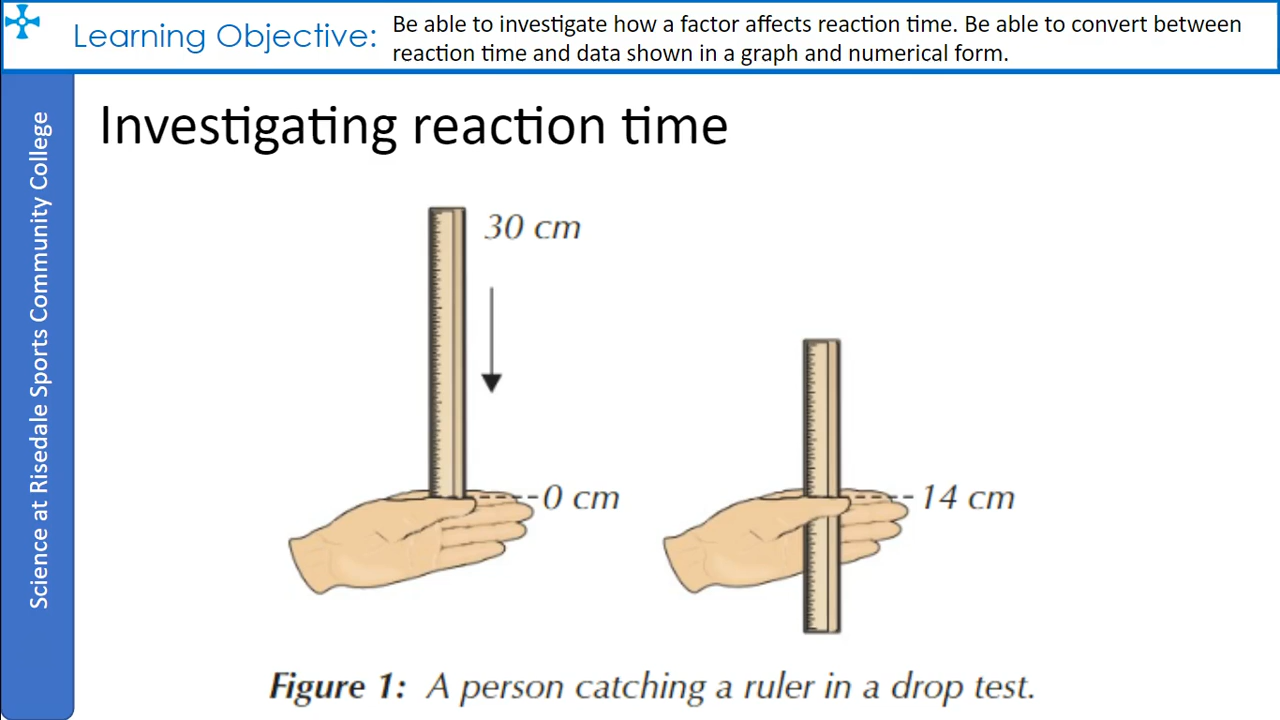 Learning Objective: Be able to investigate how a factor affects reaction time. Be able to convert between
reaction time and data shown in a graph and numerical form.
Science at Risedale Sports Community College
Investigating reaction time
30 cm
0 cm
14 cm
Figure 1: A person catching a ruler in a drop test.